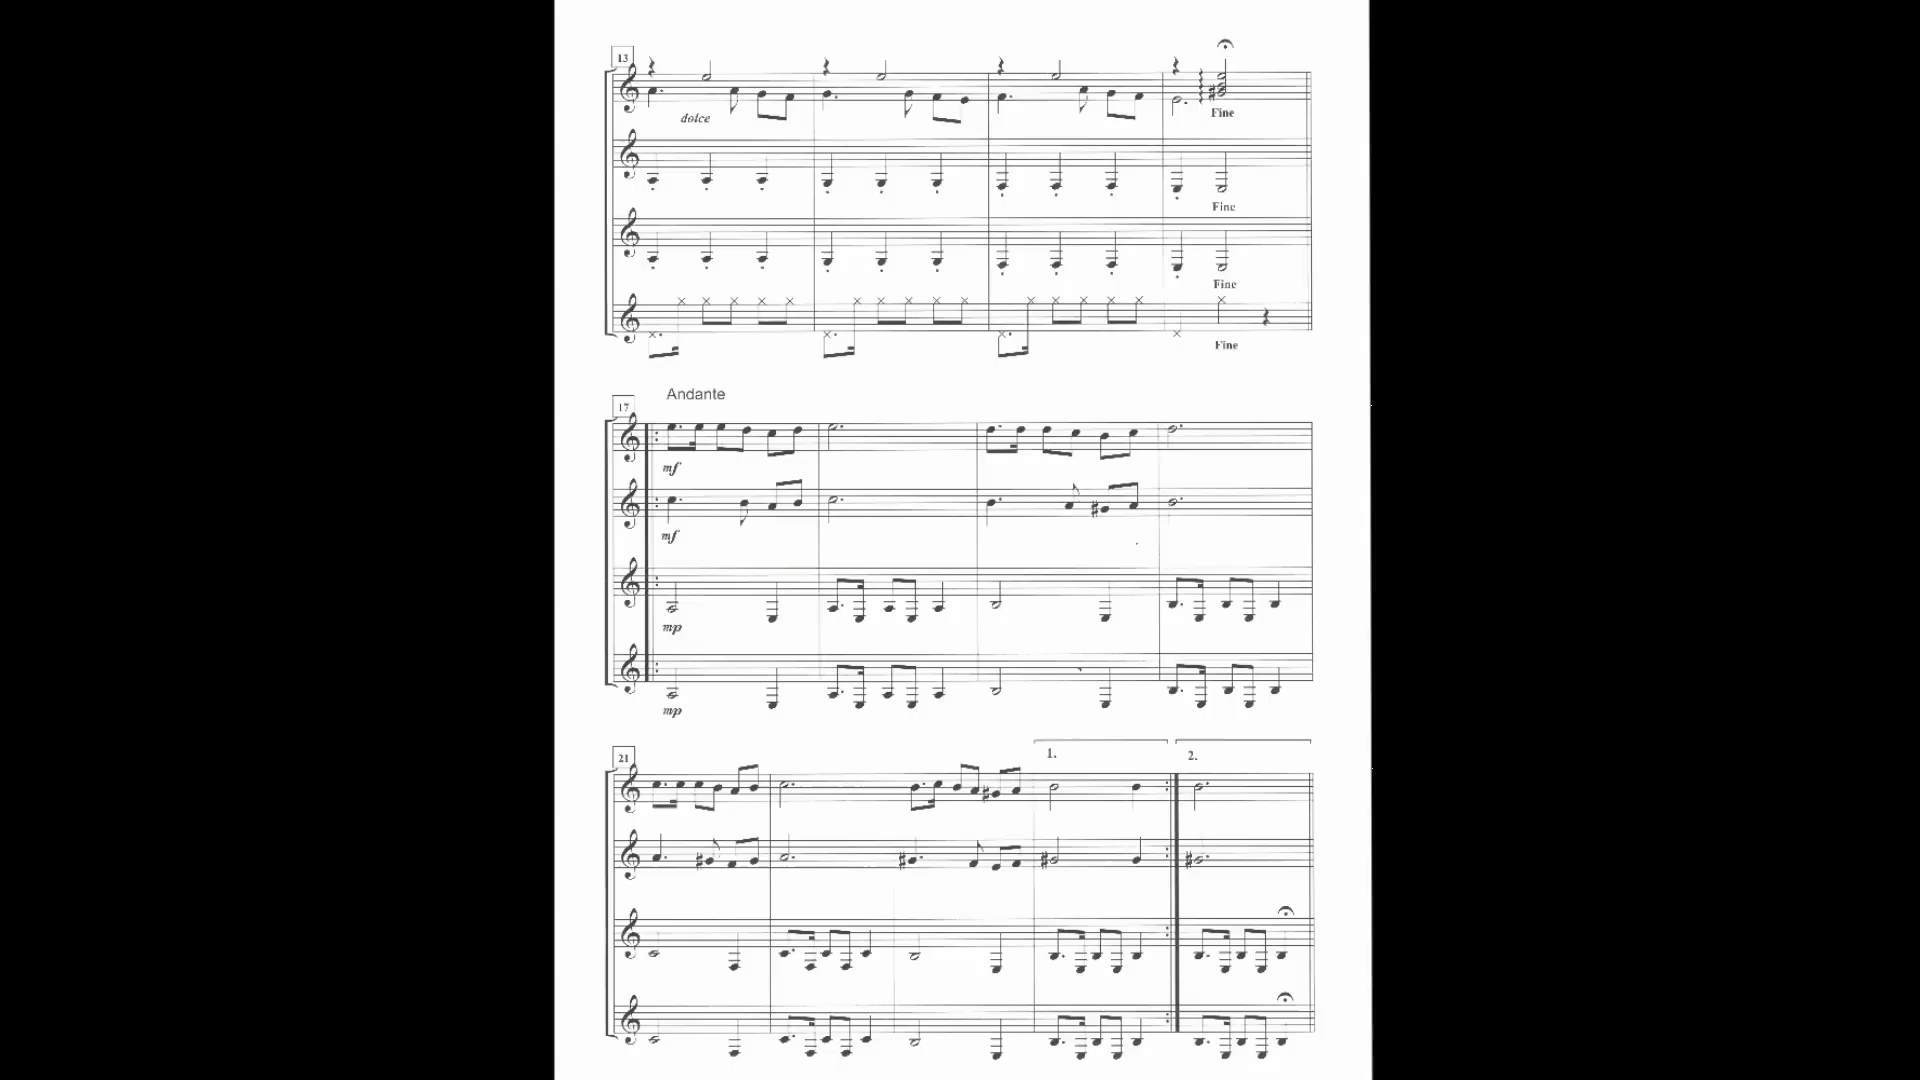 13
dolce
Fine
Fine
Fine
Fine
Andante
17
mf
mf
mp
mp
21
1.
2.